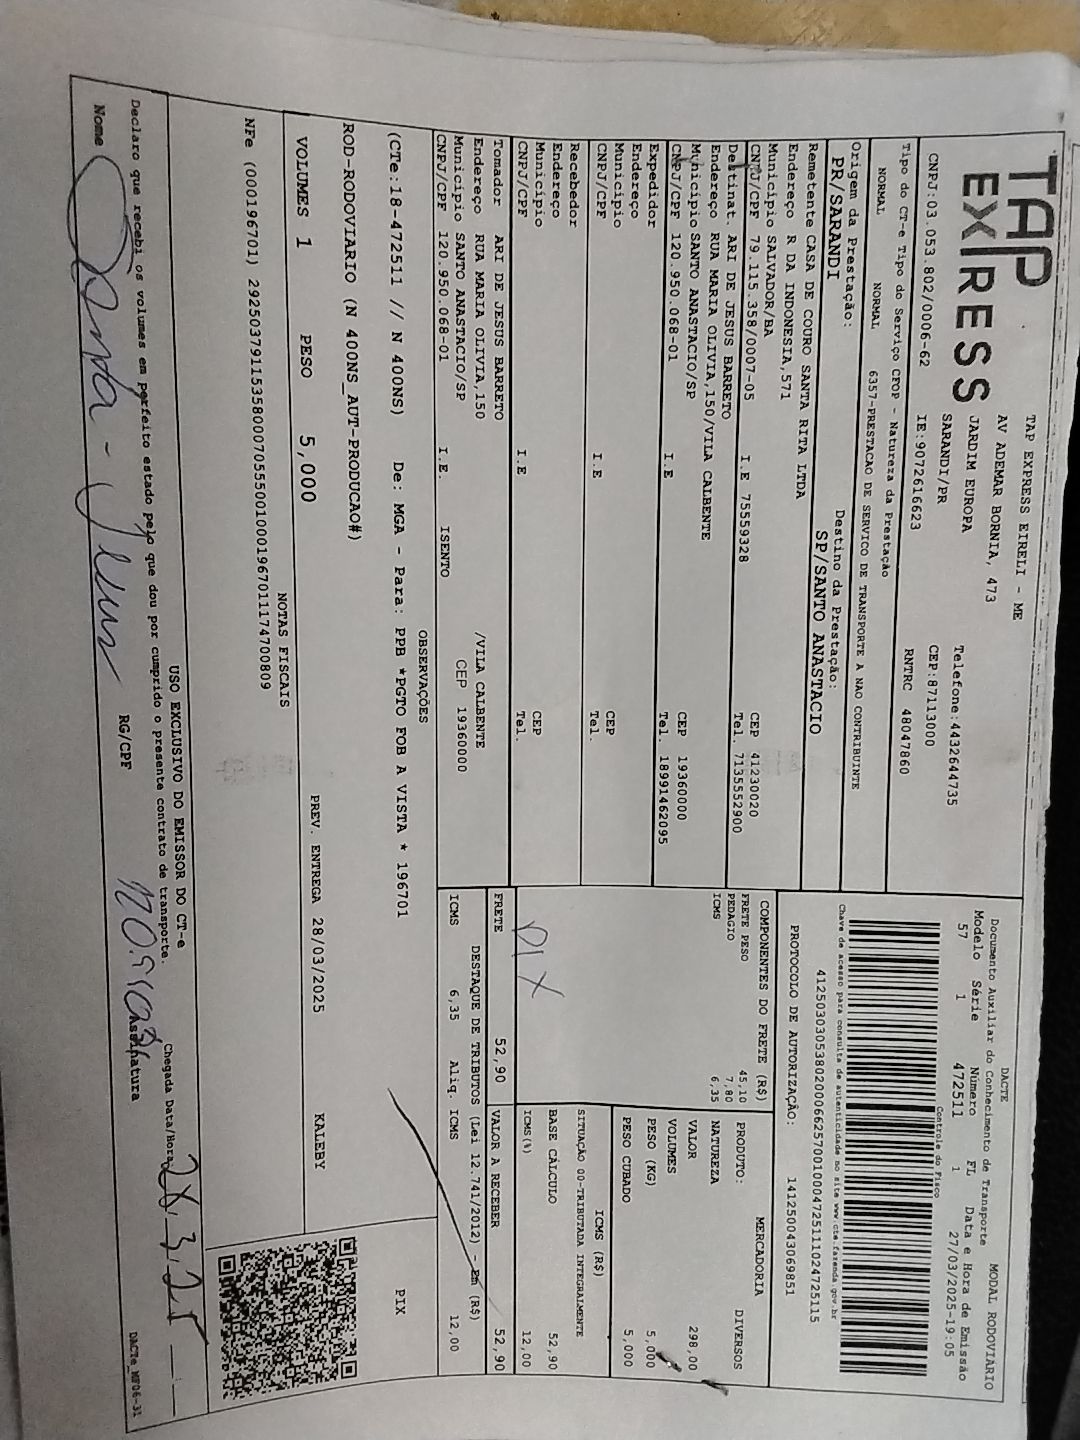 TAP
EXPRESS
TAP EXPRESS EIRELI - ME
AV ADEMAR BORNIA, 473
JARDIM EUROPA
SARANDI/PR
Telefone:4432644735
CEP:87113000
CNPJ:03.053.802/0006-62
IE:9072616623
RNTRC 48047860
Tipo do CT-e Tipo do Serviço CFOP - Natureza da Prestação
NORMAL NORMAL 6357-PRESTACAO DE SERVICO DE TRANSPORTE A NAO CONTRIBUINTE
Origem da Prestação:
PR/SARANDI
Destino da Prestação:
SP/SANTO ANASTACIO
DACTE
MODAL RODOVIARIO
Documento Auxiliar do Conhecimento de Transporte
Modelo Série Número FL Data e Hora de Emissão
57 1 472511 1 27/03/2025-19:05
Controle do Fisco
Chave de acesso para consulta de autenticidade no site www.cte.fazenda.gov.br
41250303053802000662570010004725111024725115
PROTOCOLO DE AUTORIZAÇÃO: 141250043069851
Remetente CASA DE COURO SANTA RITA LTDA
Endereço R DA INDONESIA,571
Municipio SALVADOR/BA CEP 41230020
CNPJ/CPF 79.115.358/0007-05 I.E 75559328 Tel. 7135552900
Destinat. ARI DE JESUS BARRETO
Endereço RUA MARIA OLIVIA,150/VILA CALBENTE
Municipio SANTO ANASTACIO/SP CEP 19360000
CNPJ/CPF 120.950.068-01 I.E Tel. 18991462095
Expedidor
Endereço
Municipio CEP
CNPJ/CPF I.E Tel.
Recebedor
Endereço
Municipio CEP
CNPJ/CPF I.E Tel.
Tomador ARI DE JESUS BARRETO
Endereço RUA MARIA OLIVIA,150 /VILA CALBENTE
Municipio SANTO ANASTACIO/SP CEP 19360000
CNPJ/CPF 120.950.068-01 I.E. ISENTO
COMPONENTES DO FRETE (R$)
FRETE PESO 45,10
PEDAGIO 7,80
ICMS 6,35
PIX
FRETE 52,90
MERCADORIA
PRODUTO: DIVERSOS
NATUREZA
VALOR 298,00
VOLUMES
PESO (KG) 5,000
PESO CUBADO 5,000
ICMS (R$)
SITUAÇÃO 00-TRIBUTADA INTEGRALMENTE
BASE CÁLCULO 52,90
ICMS(%) 12,00
VALOR A RECEBER 52,90
DESTAQUE DE TRIBUTOS (Lei 12.741/2012) - Em (R$)
ICMS 6,35 Aliq. ICMS 12,00
OBSERVAÇÕES
(CTe:18-472511 // N 400NS) De: MGA - Para: PPB *PGTO FOB A VISTA * 196701
PIX
ROD-RODOVIARIO (N 400NS_AUT-PRODUCAO#)
VOLUMES 1 PESO 5,000 PREV. ENTREGA 28/03/2025 KALEBY
NOTAS FISCAIS
NFe (000196701) 29250379115358000705550010001967011174700809
USO EXCLUSIVO DO EMISSOR DO CT-e
Declaro que recebi os volumes em perfeito estado pelo que dou por cumprido o presente contrato de transporte.
Chegada Data/Hora
Nome RG/CPF Assinatura
DACTe_MF06-31